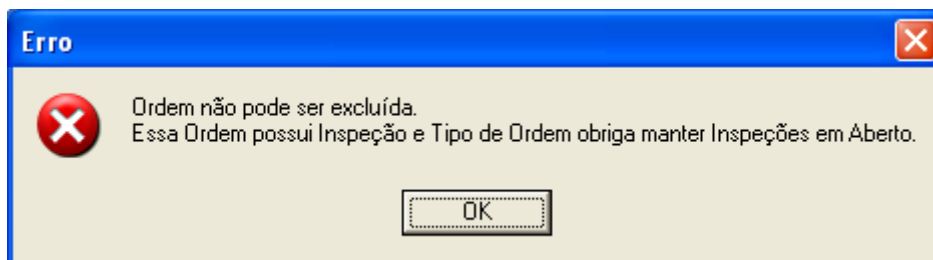 Erro
Ordem não pode ser excluída.
Essa Ordem possui Inspeção e Tipo de Ordem obriga manter Inspeções em Aberto.
OK